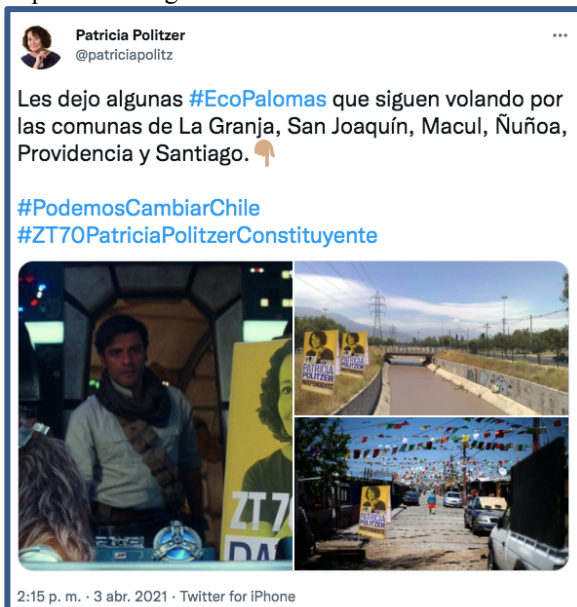 Patricia Politzer
@patriciapolitz
Les dejo algunas #EcoPalomas que siguen volando por
las comunas de La Granja, San Joaquín, Macul, Ñuñoa,
Providencia y Santiago.👇🏽
#PodemosCambiarChile
#ZT70PatriciaPolitzerConstituyente
ZT 70
PATRICIA
POLITZER
INDEPENDIENTE
PATRICIA
POLITZER
PATRICIA
POLITZER
2:15 p. m. · 3 abr. 2021 · Twitter for iPhone